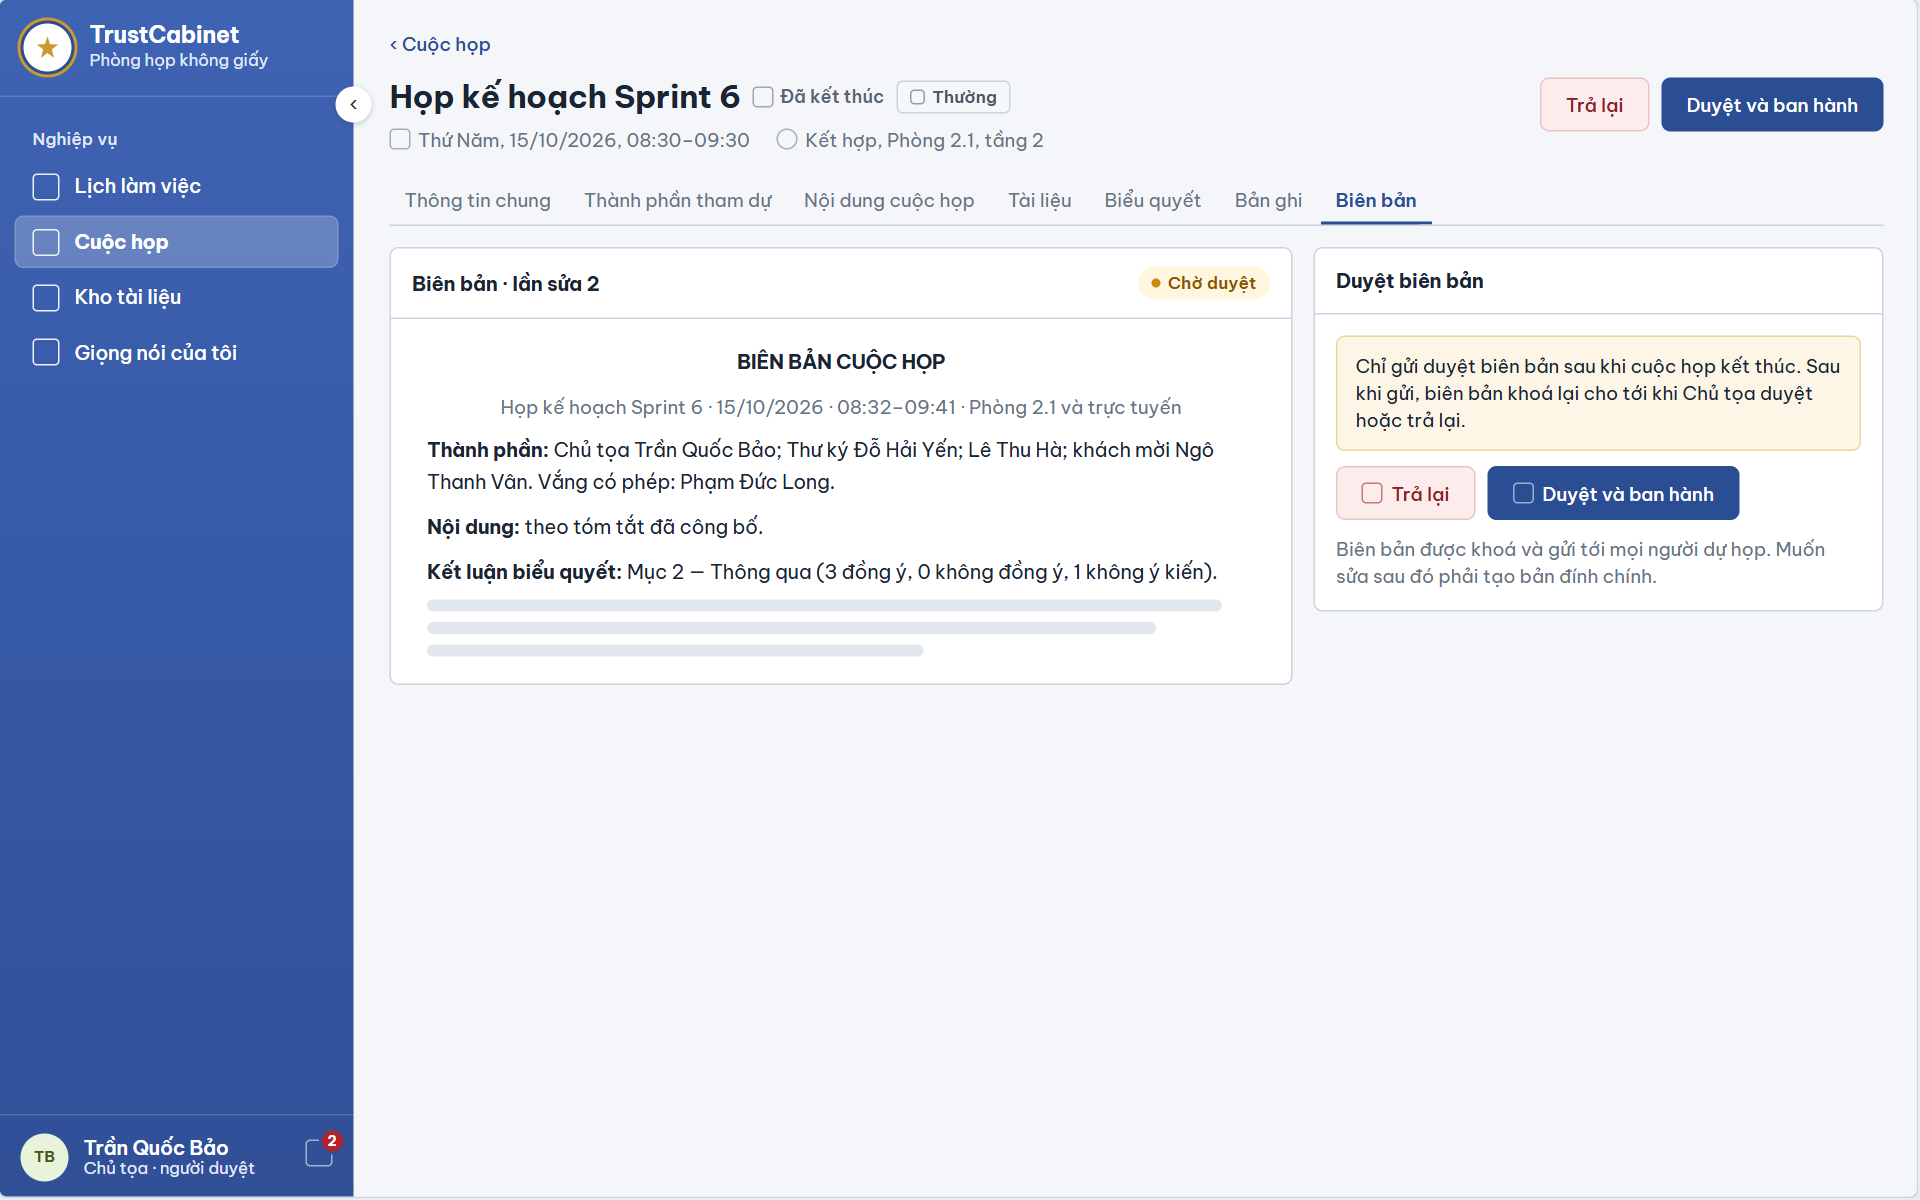 TrustCabinet
Phòng họp không giấy
Nghiệp vụ
Lịch làm việc
Cuộc họp
Kho tài liệu
Giọng nói của tôi
TB
Trần Quốc Bảo
Chủ tọa · người duyệt
2
‹ Cuộc họp
Họp kế hoạch Sprint 6
Đã kết thúc
Thường
Thứ Năm, 15/10/2026, 08:30–09:30
Kết hợp, Phòng 2.1, tầng 2
Trả lại
Duyệt và ban hành
Thông tin chung
Thành phần tham dự
Nội dung cuộc họp
Tài liệu
Biểu quyết
Bản ghi
Biên bản
Biên bản · lần sửa 2
Chờ duyệt
BIÊN BẢN CUỘC HỌP
Họp kế hoạch Sprint 6 · 15/10/2026 · 08:32–09:41 · Phòng 2.1 và trực tuyến
Thành phần: Chủ tọa Trần Quốc Bảo; Thư ký Đỗ Hải Yến; Lê Thu Hà; khách mời Ngô
Thanh Vân. Vắng có phép: Phạm Đức Long.
Nội dung: theo tóm tắt đã công bố.
Kết luận biểu quyết: Mục 2 — Thông qua (3 đồng ý, 0 không đồng ý, 1 không ý kiến).
Duyệt biên bản
Chỉ gửi duyệt biên bản sau khi cuộc họp kết thúc. Sau
khi gửi, biên bản khoá lại cho tới khi Chủ tọa duyệt
hoặc trả lại.
Trả lại
Duyệt và ban hành
Biên bản được khoá và gửi tới mọi người dự họp. Muốn
sửa sau đó phải tạo bản đính chính.